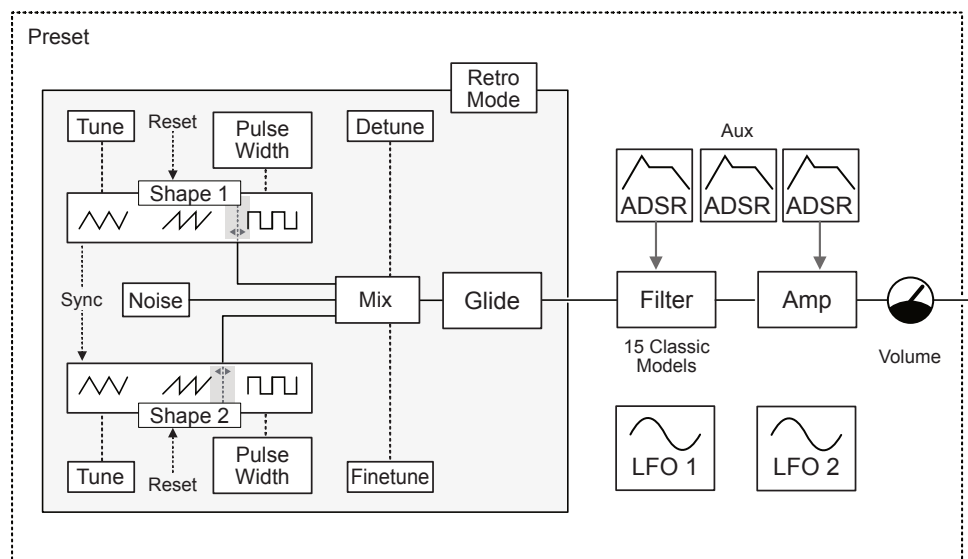 Preset
Retro
Mode
Tune
Reset
Pulse
Width
Detune
Aux
Shape 1
ADSR
ADSR
ADSR
Sync
Noise
Mix
Glide
Filter
Amp
15 Classic
Models
Volume
Shape 2
Tune
Reset
Pulse
Width
Finetune
LFO 1
LFO 2